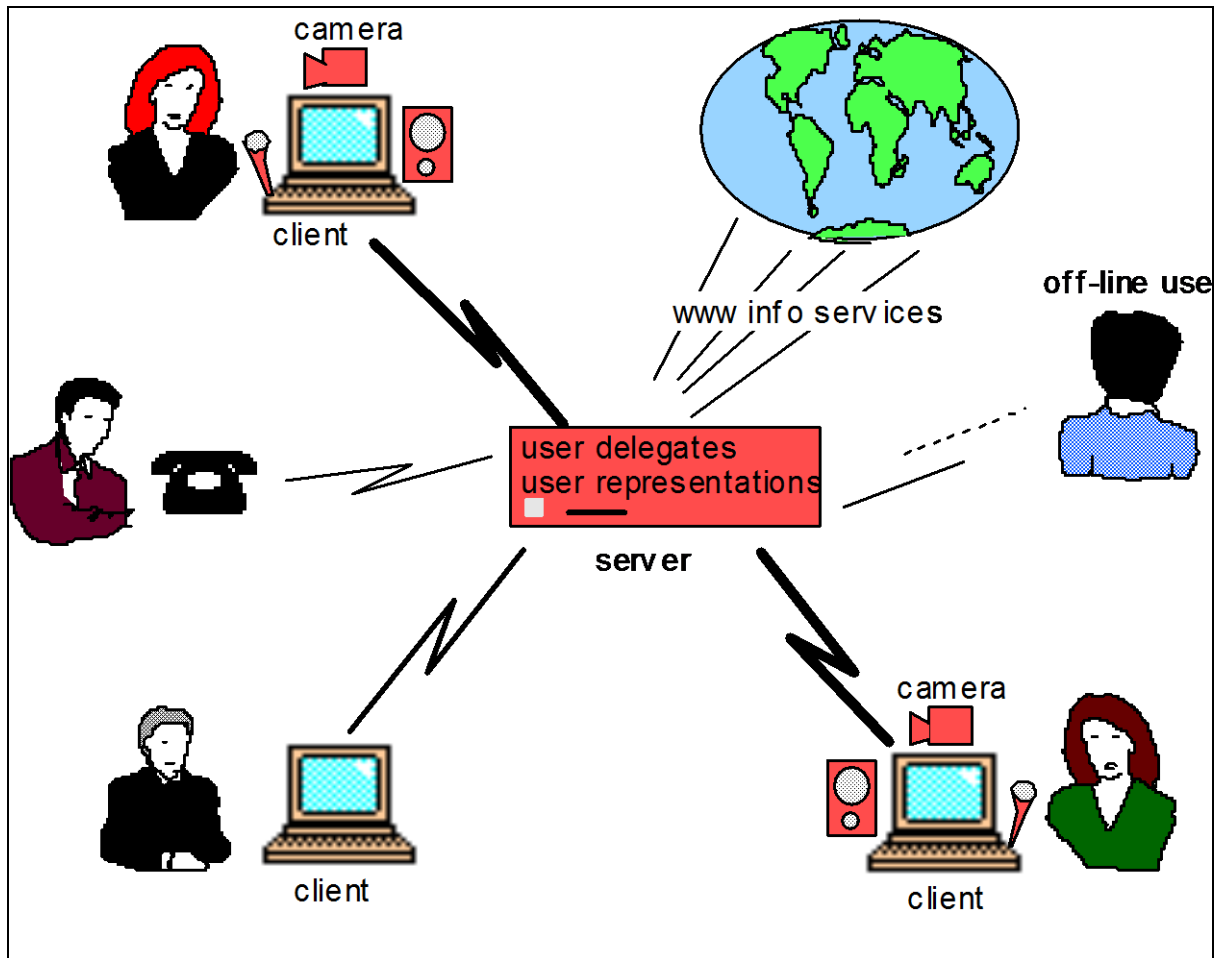 camera
client
www info services
off-line use
user delegates
user representations
server
camera
client
client